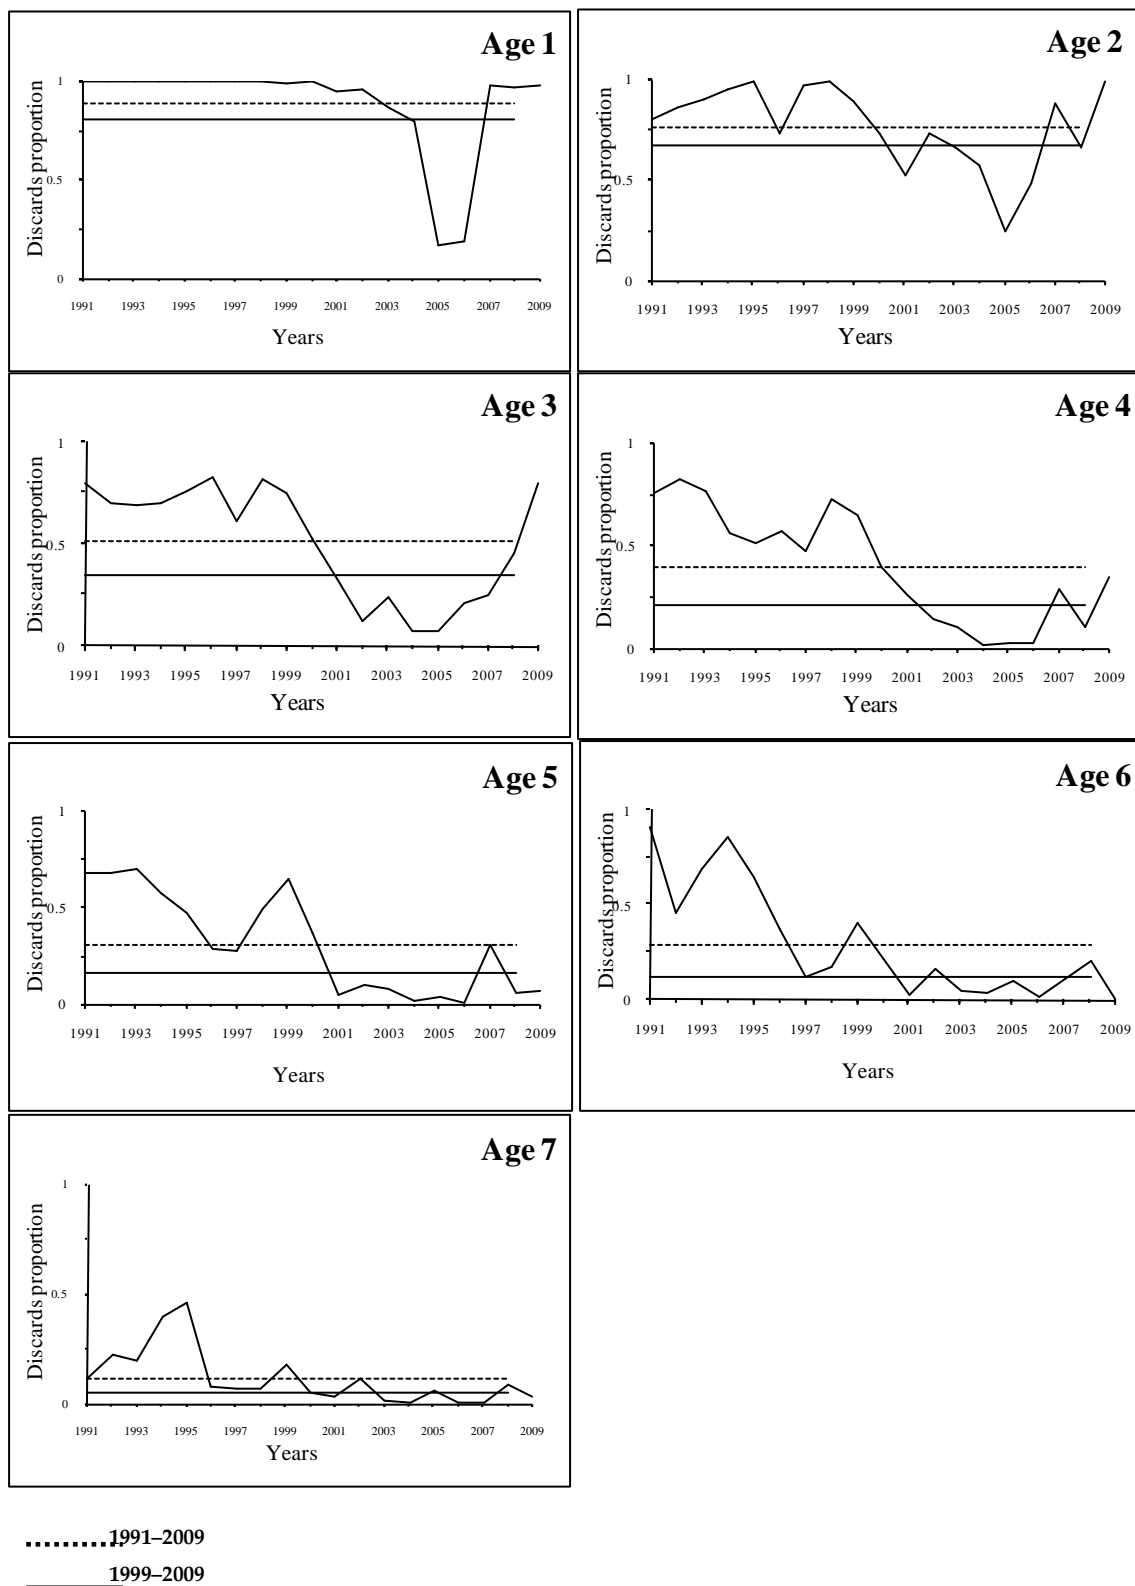 Age 1
Discards proportion
1
0.5
0
1991 1993 1995 1997 1999 2001 2003 2005 2007 2009
Years
Age 2
Discards proportion
1
0.5
0
1991 1993 1995 1997 1999 2001 2003 2005 2007 2009
Years
Age 3
Discards proportion
1
0.5
0
1991 1993 1995 1997 1999 2001 2003 2005 2007 2009
Years
Age 4
Discards proportion
1
0.5
0
1991 1993 1995 1997 1999 2001 2003 2005 2007 2009
Years
Age 5
Discards proportion
1
0.5
0
1991 1993 1995 1997 1999 2001 2003 2005 2007 2009
Years
Age 6
Discards proportion
1
0.5
0
1991 1993 1995 1997 1999 2001 2003 2005 2007 2009
Years
Age 7
Discards proportion
1
0.5
0
1991 1993 1995 1997 1999 2001 2003 2005 2007 2009
Years
1991–2009
1999–2009